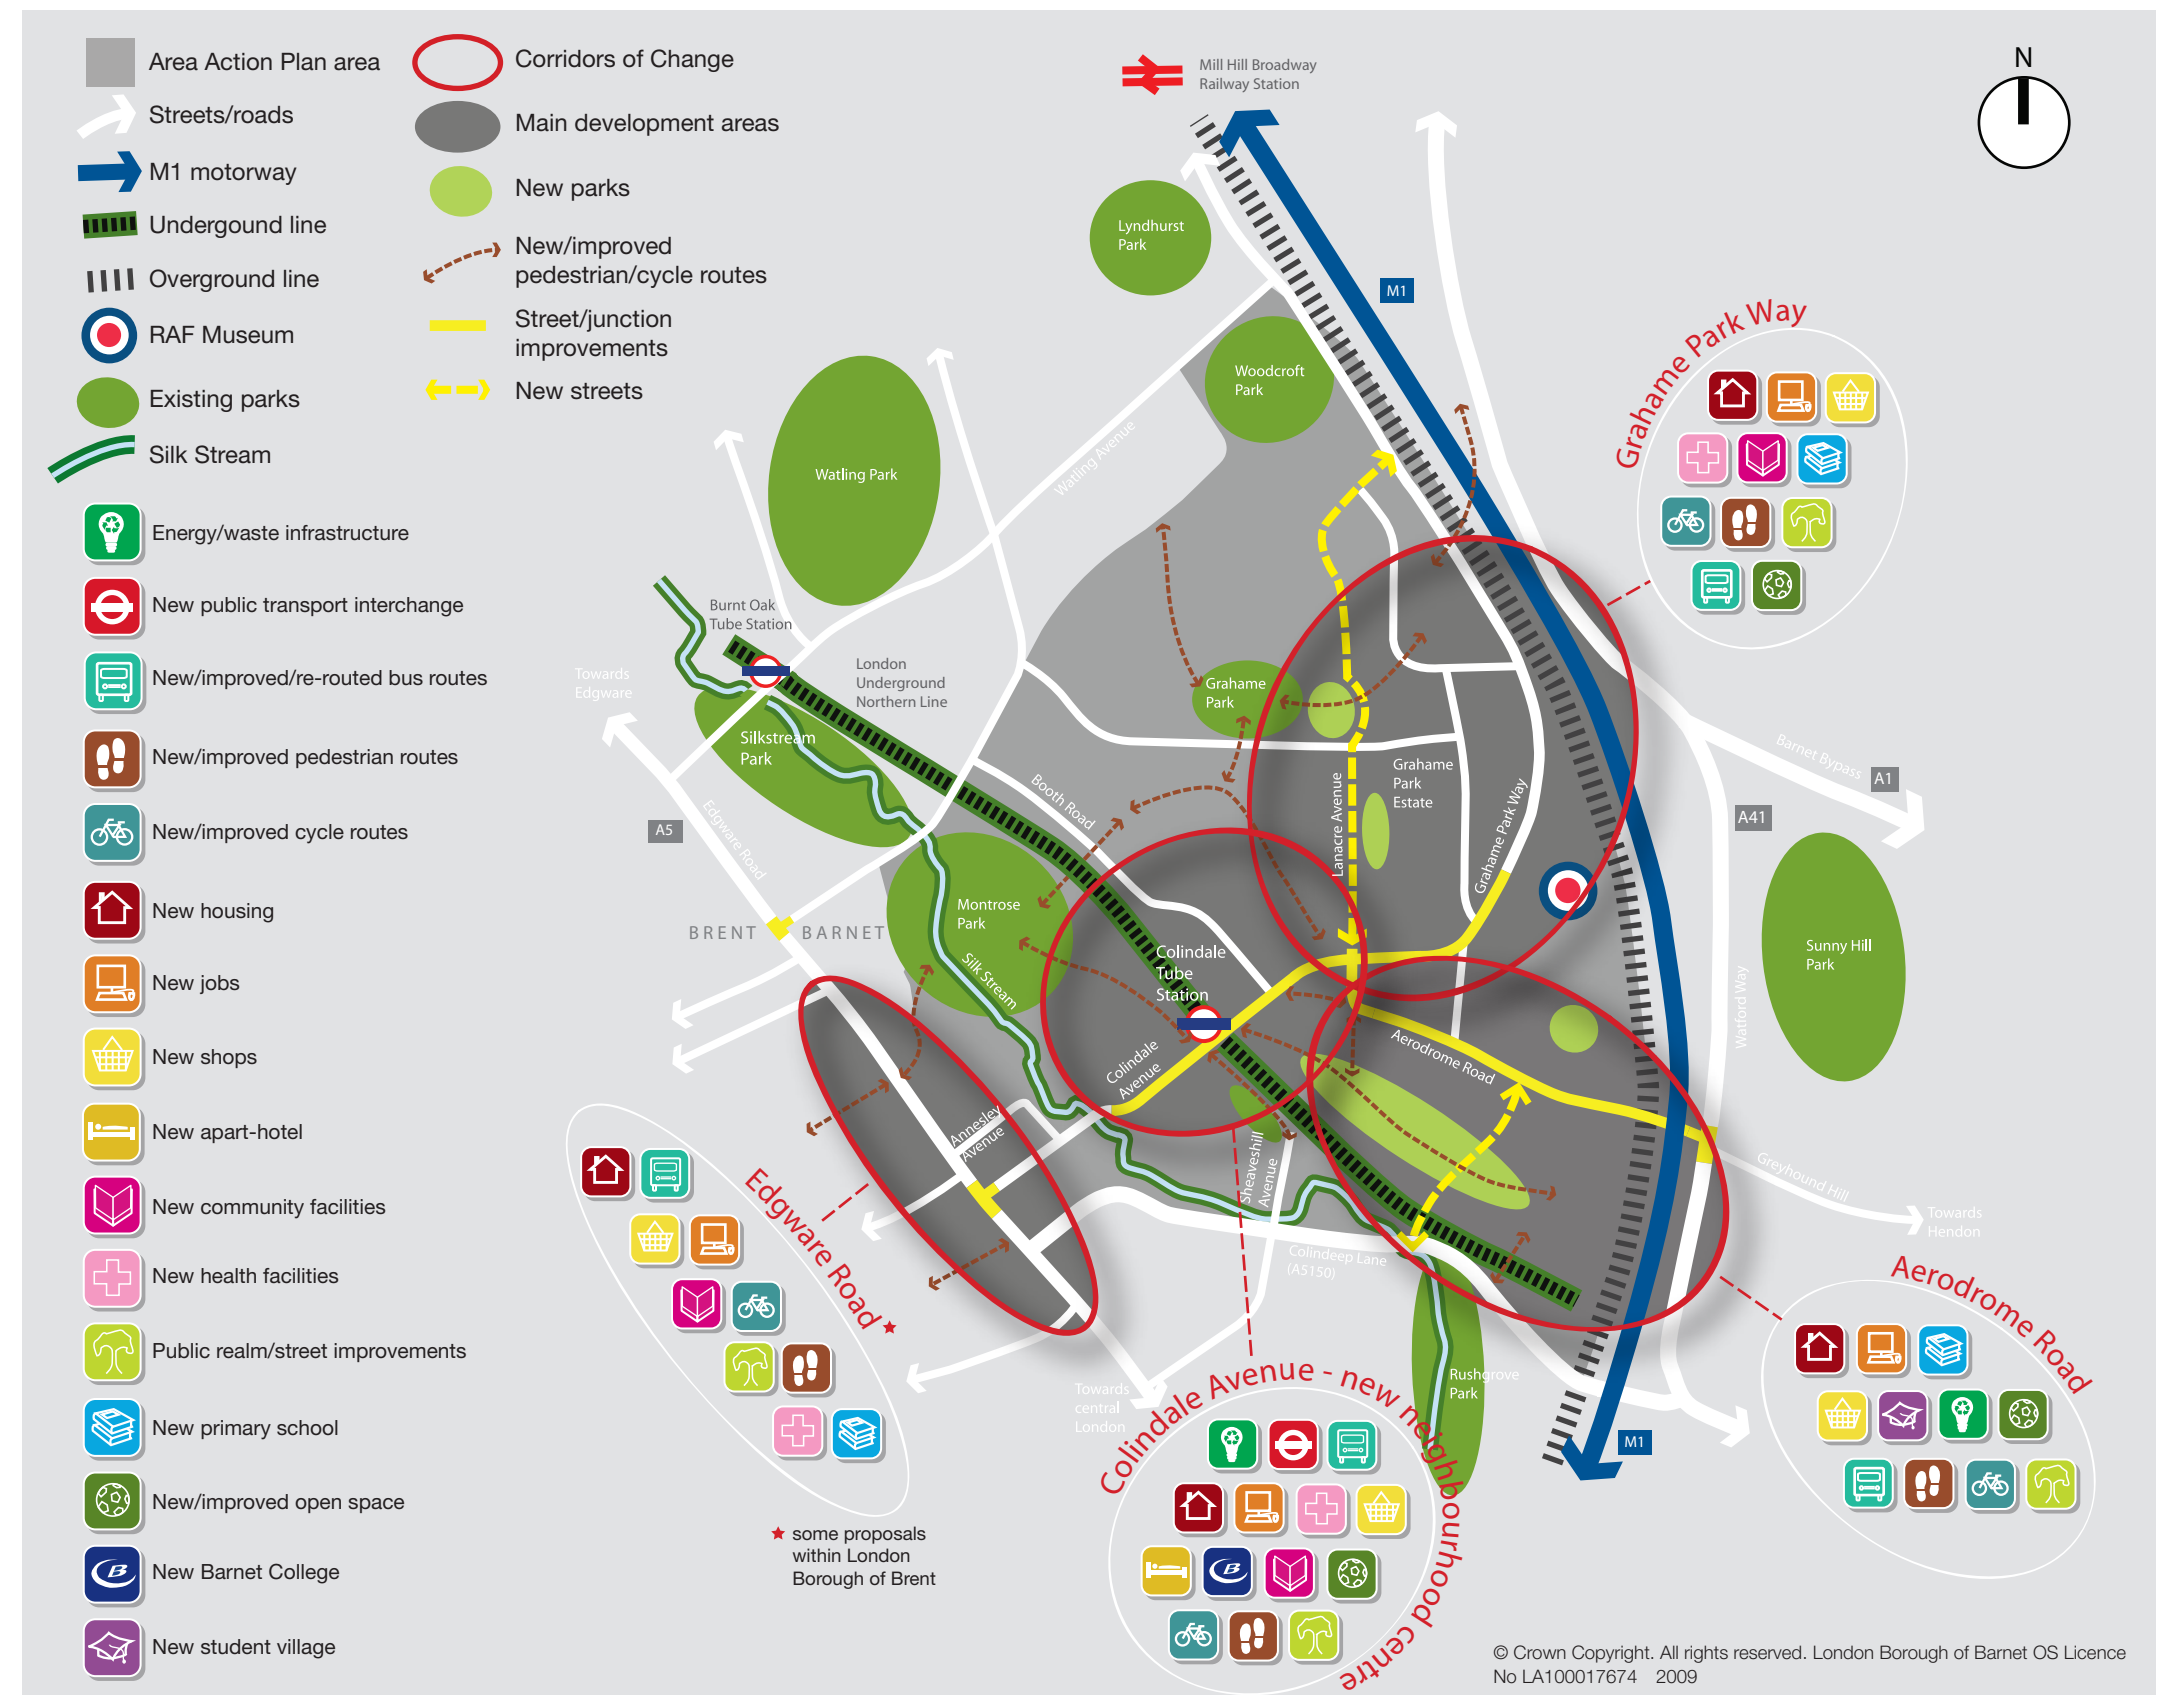 Area Action Plan area
Streets/roads
M1 motorway
Undergound line
Overground line
RAF Museum
Existing parks
Silk Stream
Corridors of Change
Main development areas
New parks
New/improved
pedestrian/cycle routes
Street/junction
improvements
New streets
Energy/waste infrastructure
New public transport interchange
New/improved/re-routed bus routes
New/improved pedestrian routes
New/improved cycle routes
New housing
New jobs
New shops
New apart-hotel
New community facilities
New health facilities
Public realm/street improvements
New primary school
New/improved open space
B
New Barnet College
New student village
Mill Hill Broadway
Railway Station
N
Lyndhurst
Park
M1
Woodcroft
Park
Watling Park
Watling Avenue
Grahame Park Way
Burnt Oak
Tube Station
London
Underground
Northern Line
Towards
Edgware
Silkstream
Park
Grahame
Park
Booth Road
Lanacre Avenue
Grahame
Park
Estate
Grahame Park Way
Barnet Bypass
A1
A41
A5
Edgware Road
BRENT
BARNET
Montrose
Park
Silk Stream
Colindale
Tube
Station
Sunny Hill
Park
Watford Way
Colindale
Avenue
Aerodrome Road
Annesley
Avenue
Sheaveshill
Avenue
Greyhound Hill
Towards
Hendon
Colindeep Lane
(A5150)
Edgware Road
Aerodrome Road
Rushgrove
Park
Towards
central
London
M1
Colindale Avenue - new neighbourhood centre
B
some proposals
within London
Borough of Brent
© Crown Copyright. All rights reserved. London Borough of Barnet OS Licence
No LA100017674 2009